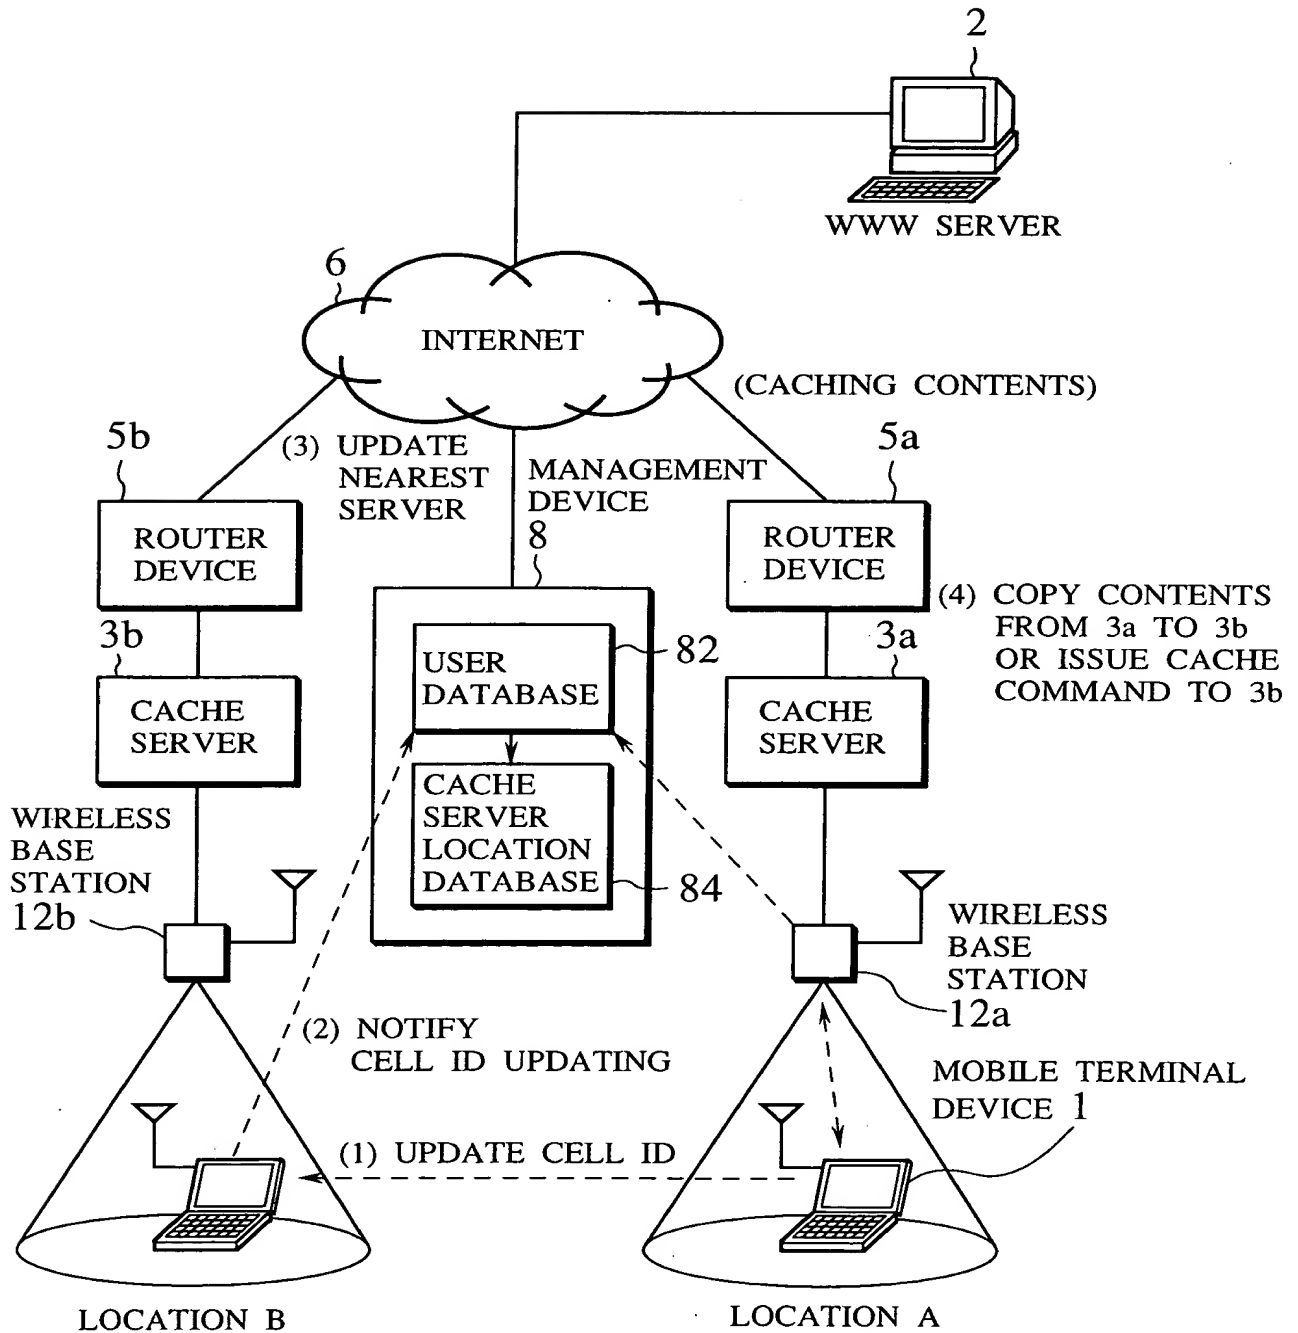 2
WWW SERVER
6
INTERNET
(CACHING CONTENTS)
5b
(3) UPDATE
NEAREST
SERVER
MANAGEMENT
DEVICE
8
5a
ROUTER
DEVICE
ROUTER
DEVICE
(4) COPY CONTENTS
FROM 3a TO 3b
OR ISSUE CACHE
COMMAND TO 3b
3b
CACHE
SERVER
USER
DATABASE
82
3a
CACHE
SERVER
CACHE
SERVER
LOCATION
DATABASE
84
WIRELESS
BASE
STATION
12b
WIRELESS
BASE
STATION
12a
(2) NOTIFY
CELL ID UPDATING
MOBILE TERMINAL
DEVICE 1
(1) UPDATE CELL ID
LOCATION B
LOCATION A